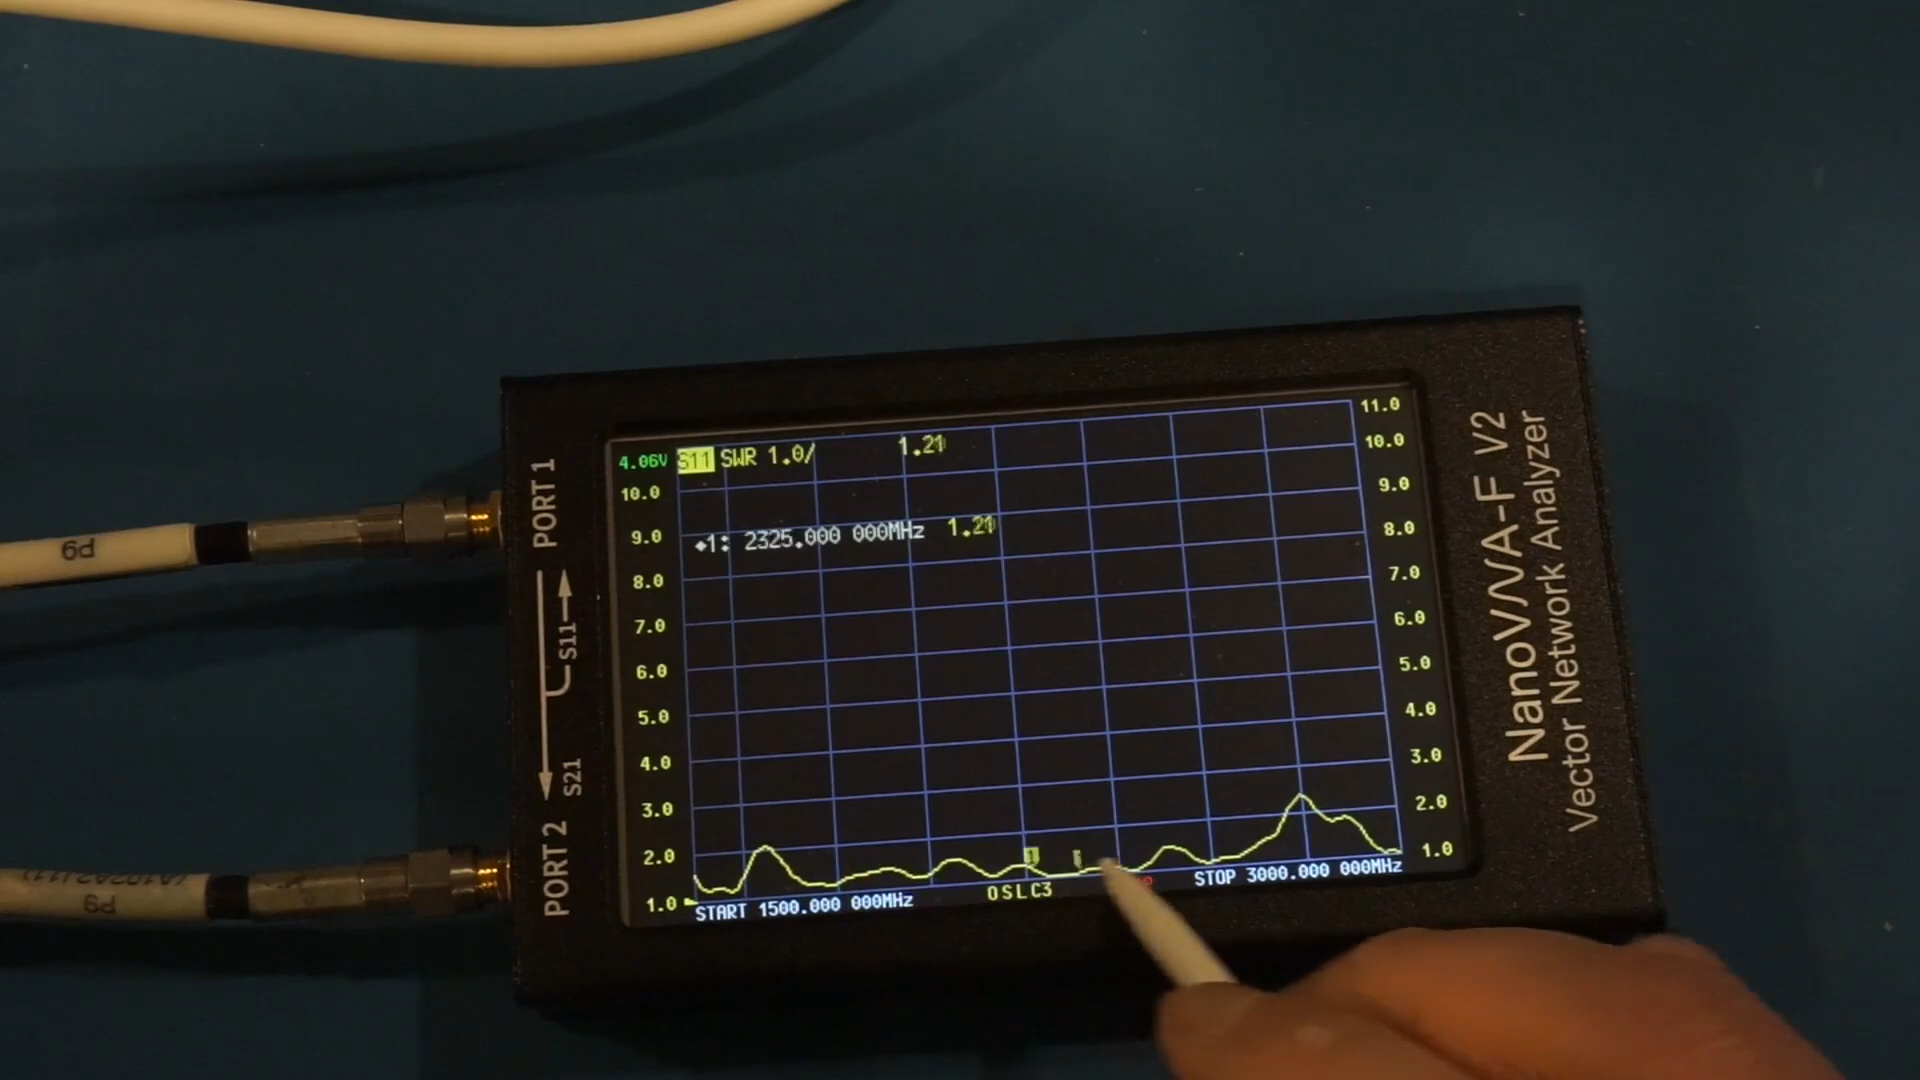 4.06V S11 SWR 1.0/ 1.21
◆1: 2325.000 000MHz 1.21
10.0
9.0
8.0
7.0
6.0
5.0
4.0
3.0
2.0
1.0
11.0
10.0
9.0
8.0
7.0
6.0
5.0
4.0
3.0
2.0
1.0
1
START 1500.000 000MHz
OSLC3
STOP 3000.000 000MHz
PORT 1
S11
S21
PORT 2
NanoVNA-F V2
Vector Network Analyzer
P9
P9